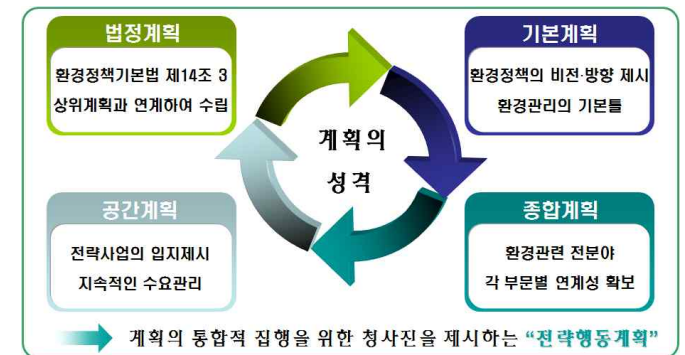 법정계획
환경정책기본법 제14조 3
상위계획과 연계하여 수립
기본계획
환경정책의 비전·방향 제시
환경관리의 기본틀
계획의
성격
공간계획
전략사업의 입지제시
지속적인 수요관리
종합계획
환경관련 전분야
각 부문별 연계성 확보
계획의 통합적 집행을 위한 청사진을 제시하는 “전략행동계획”